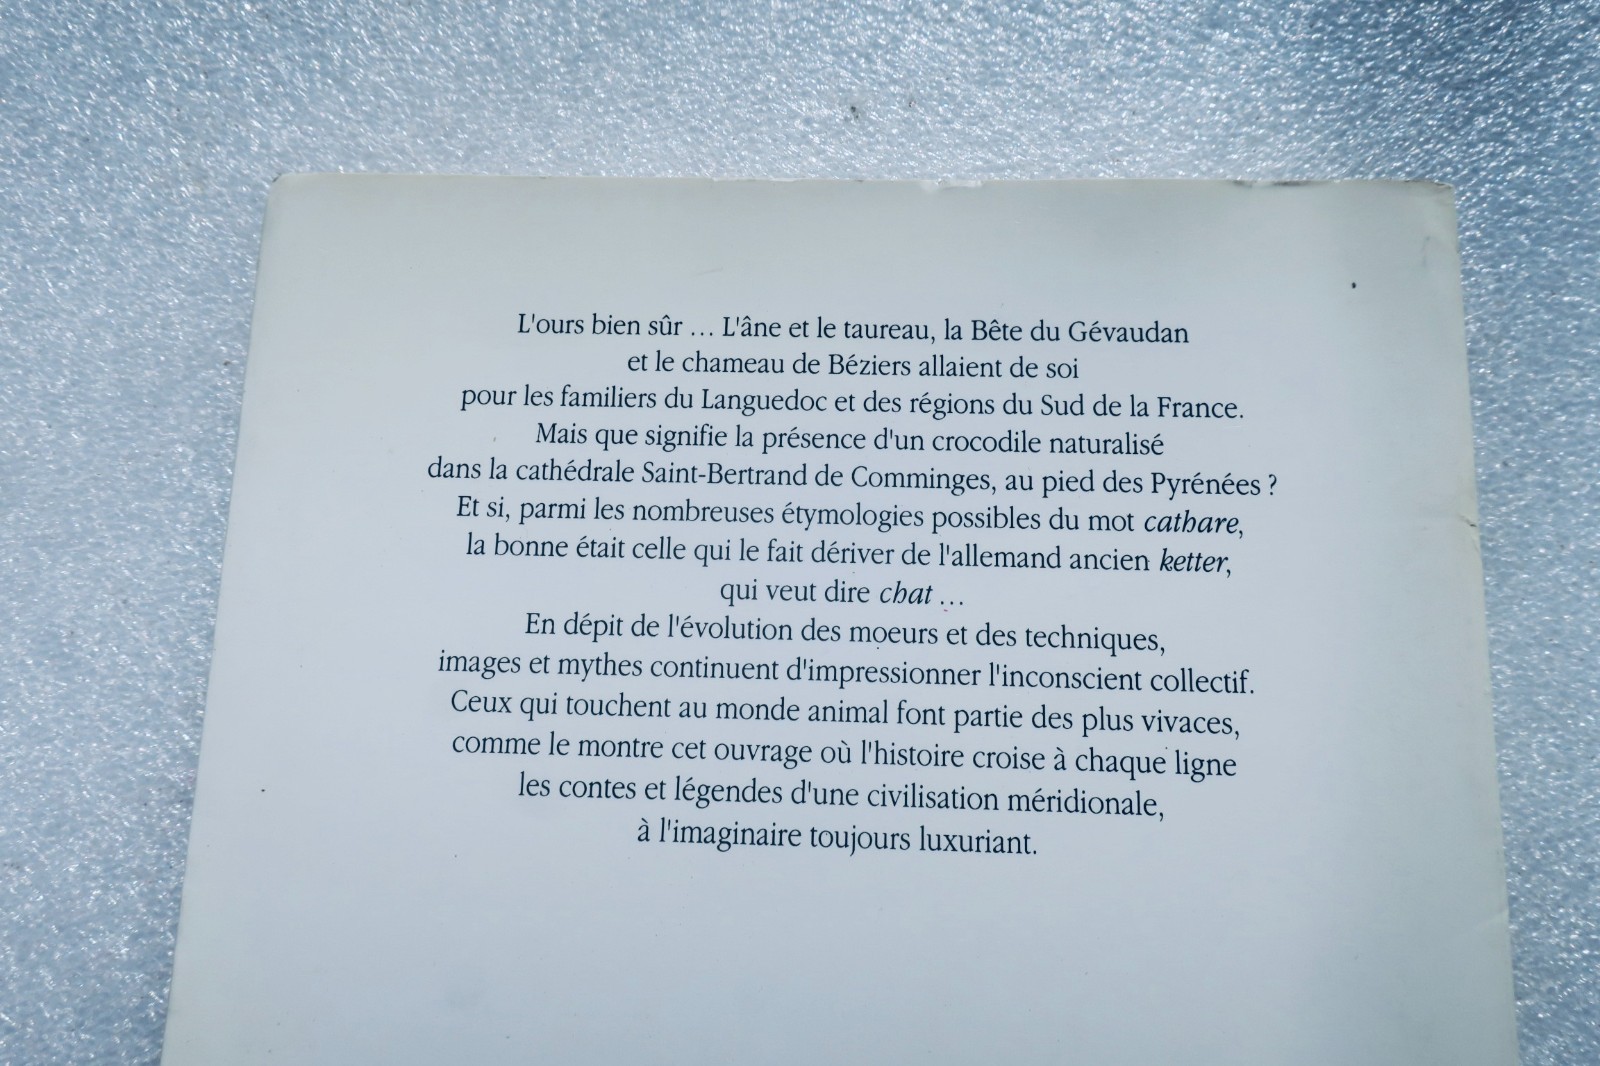 L'ours bien sûr ... L'âne et le taureau, la Bête du Gévaudan
et le chameau de Béziers allaient de soi
pour les familiers du Languedoc et des régions du Sud de la France.
Mais que signifie la présence d'un crocodile naturalisé
dans la cathédrale Saint-Bertrand de Comminges, au pied des Pyrénées ?
Et si, parmi les nombreuses étymologies possibles du mot cathare,
la bonne était celle qui le fait dériver de l'allemand ancien ketter,
qui veut dire chat ...
En dépit de l'évolution des moeurs et des techniques,
images et mythes continuent d'impressionner l'inconscient collectif.
Ceux qui touchent au monde animal font partie des plus vivaces,
comme le montre cet ouvrage où l'histoire croise à chaque ligne
les contes et légendes d'une civilisation méridionale,
à l'imaginaire toujours luxuriant.